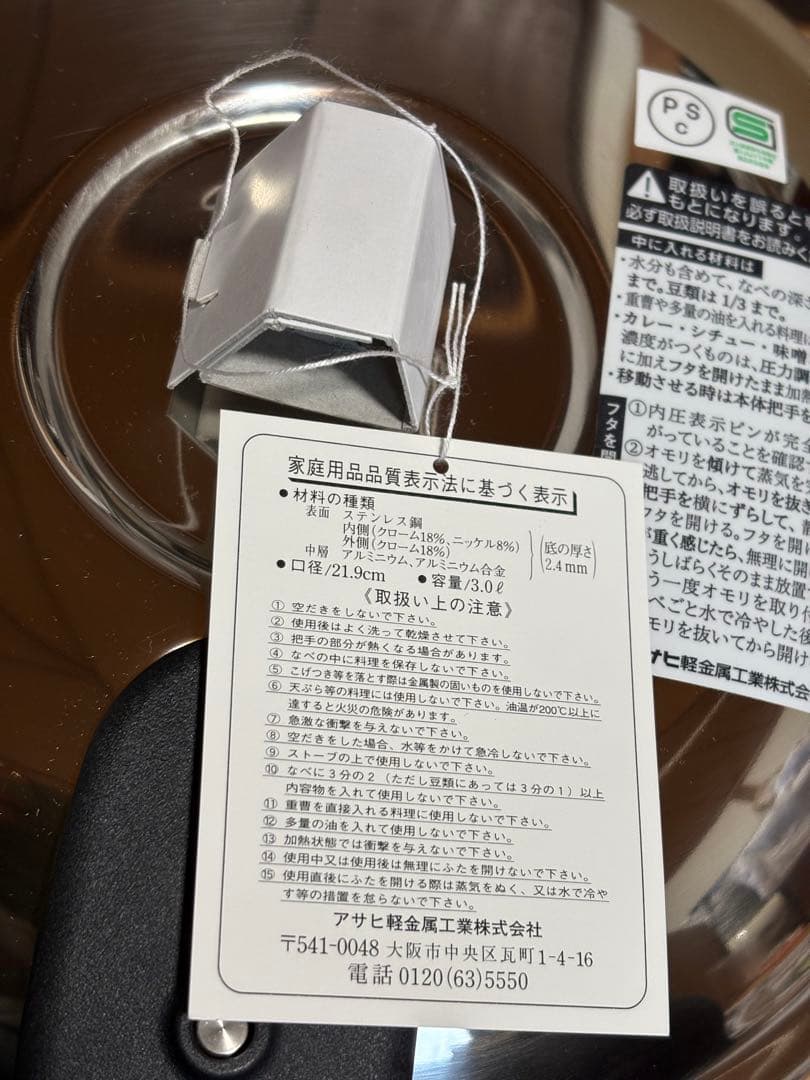 家庭用品品質表示法に基づく表示
●材料の種類
表面 ステンレス鋼
内側(クローム18%、ニッケル8%)
外側(クローム18%)
中層 アルミニウム、アルミニウム合金
(底の厚さ
2.4mm)
●口径/21.9cm ●容量/3.0ℓ
《取扱い上の注意》
① 空だきをしないで下さい。
② 使用後はよく洗って乾燥させて下さい。
③ 把手の部分が熱くなる場合があります。
④ なべの中に料理を保存しないで下さい。
⑤ こげつき等を落とす際は金属製の固いものを使用しないで下さい。
⑥ 天ぷら等の料理には使用しないで下さい。油温が200℃以上に
達すると火災の危険があります。
⑦ 急激な衝撃を与えないで下さい。
⑧ 空だきをした場合、水等をかけて急冷しないで下さい。
⑨ ストーブの上で使用しないで下さい。
⑩ なべに3分の2(ただし豆類にあっては3分の1)以上
内容物を入れて使用しないで下さい。
⑪ 重曹を直接入れる料理に使用しないで下さい。
⑫ 多量の油を入れて使用しないで下さい。
⑬ 加熱状態では衝撃を与えないで下さい。
⑭ 使用中又は使用後は無理にふたを開けないで下さい。
⑮ 使用直後にふたを開ける際は蒸気をぬく、又は水で冷や
す等の措置を怠らないで下さい。
アサヒ軽金属工業株式会社
〒541-0048 大阪市中央区瓦町1-4-16
電話 0120(63)5550
PS
C
取扱いを誤ると
もとになります。
必ず取扱説明書をお読みく
中に入れる材料は
・水分も含めて、なべの深
まで。豆類は1/3まで。
・重曹や多量の油を入れる料理に
・カレー・シチュー・味噌
濃度がつくものは、圧力調
に加えフタを開けたまま加熱
・移動させる時は本体把手を
フタを
①内圧表示ピンが完全
がっていることを確認
②オモリを傾けて蒸気を
逃してから、オモリを抜
把手を横にずらして、
フタを開ける。フタを開
が重く感じたら、無理に開
うしばらくそのまま放置
う一度オモリを取り付
べごと水で冷やした後
モリを抜いてから開け
サヒ軽金属工業株式会